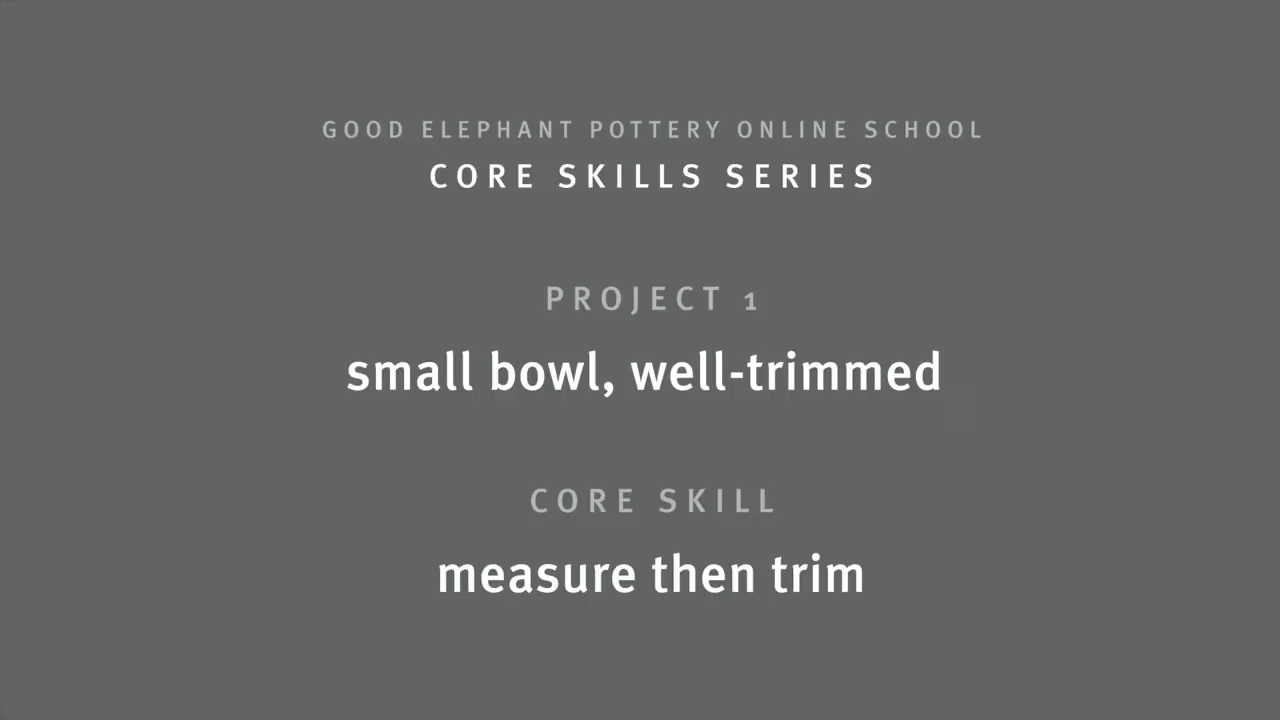 GOOD ELEPHANT POTTERY ONLINE SCHOOL
CORE SKILLS SERIES
PROJECT 1
small bowl, well-trimmed
CORE SKILL
measure then trim